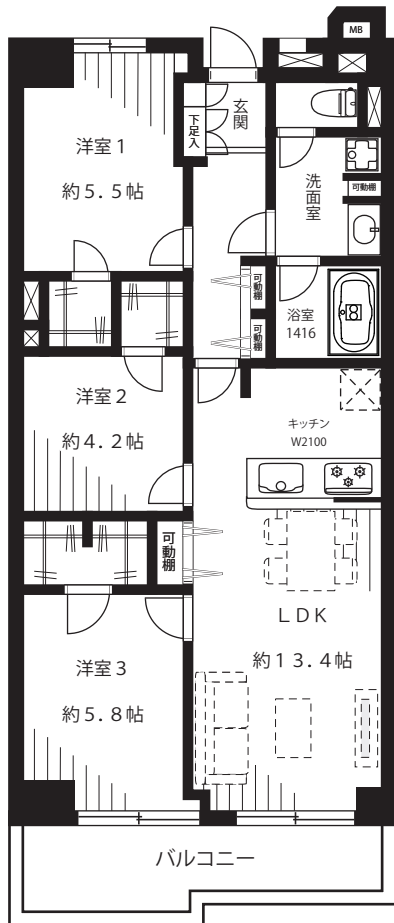 MB
玄関
下足入
洋室1
約5.5帖
洗面室
可動棚
可動棚
可動棚
浴室
1416
洋室2
約4.2帖
キッチン
W2100
可動棚
LDK
約13.4帖
洋室3
約5.8帖
バルコニー